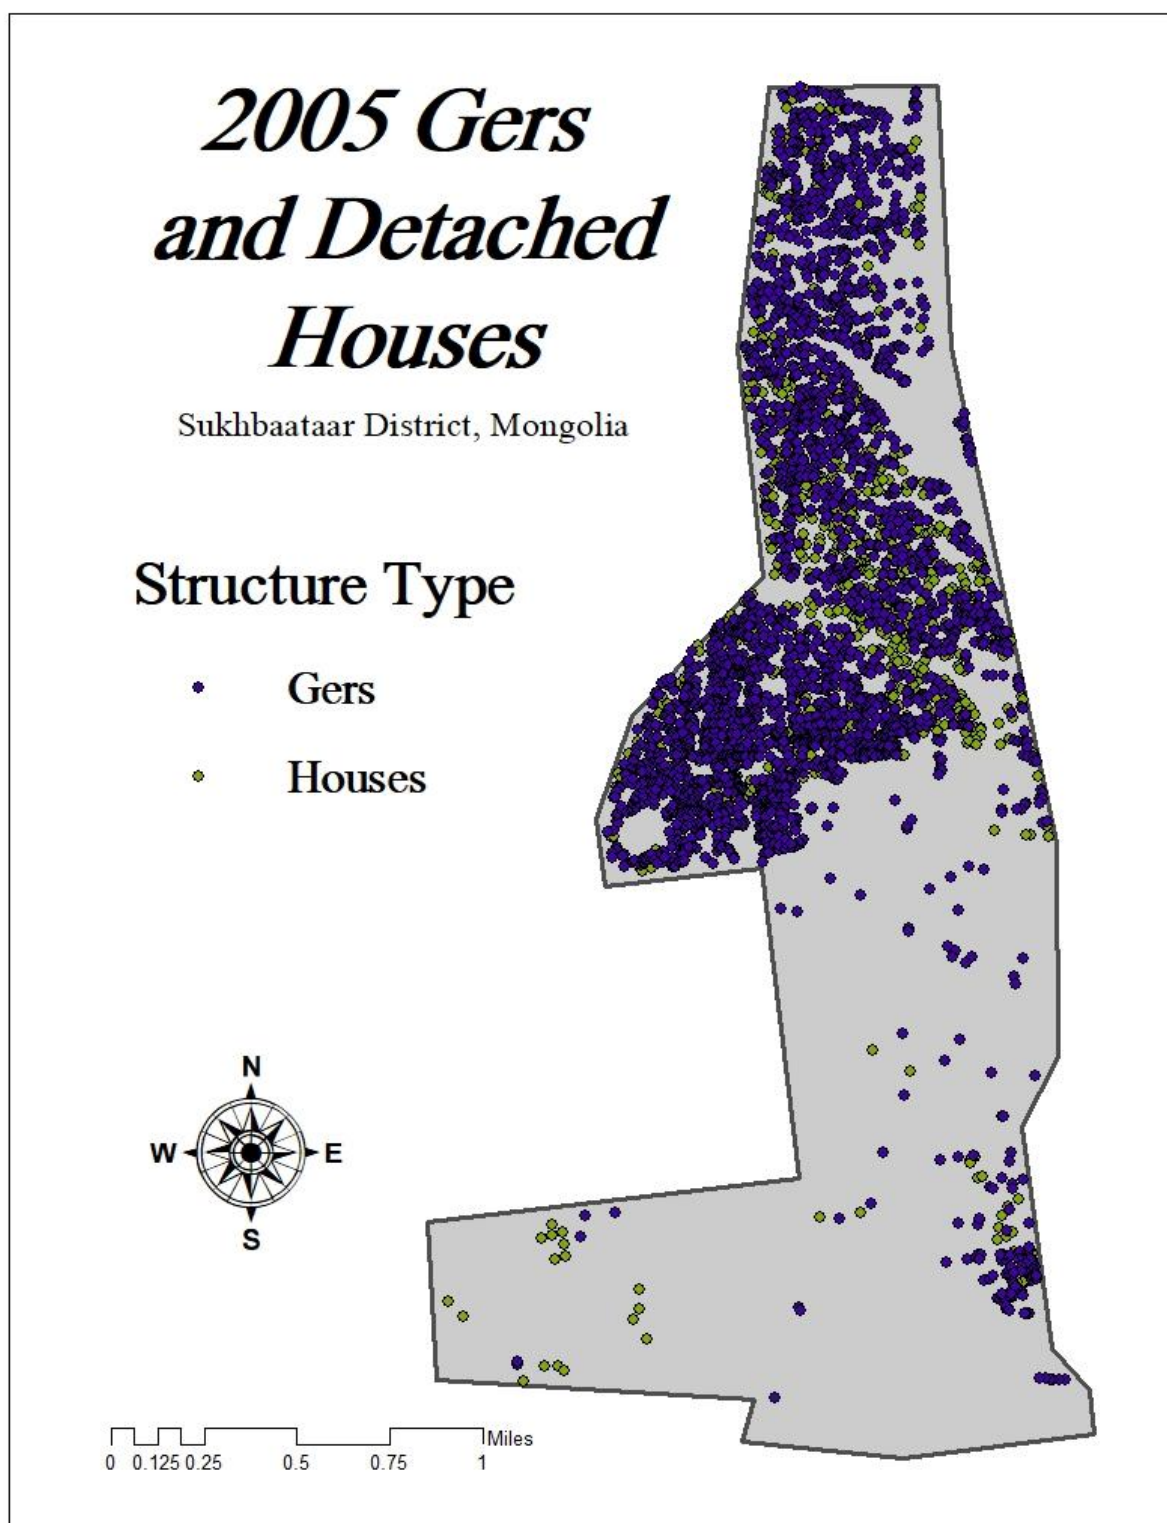 2005 Gers
and Detached
Houses
Sukhbaataar District, Mongolia
Structure Type
Gers
Houses
N
W E
S
Miles
0 0.125 0.25 0.5 0.75 1